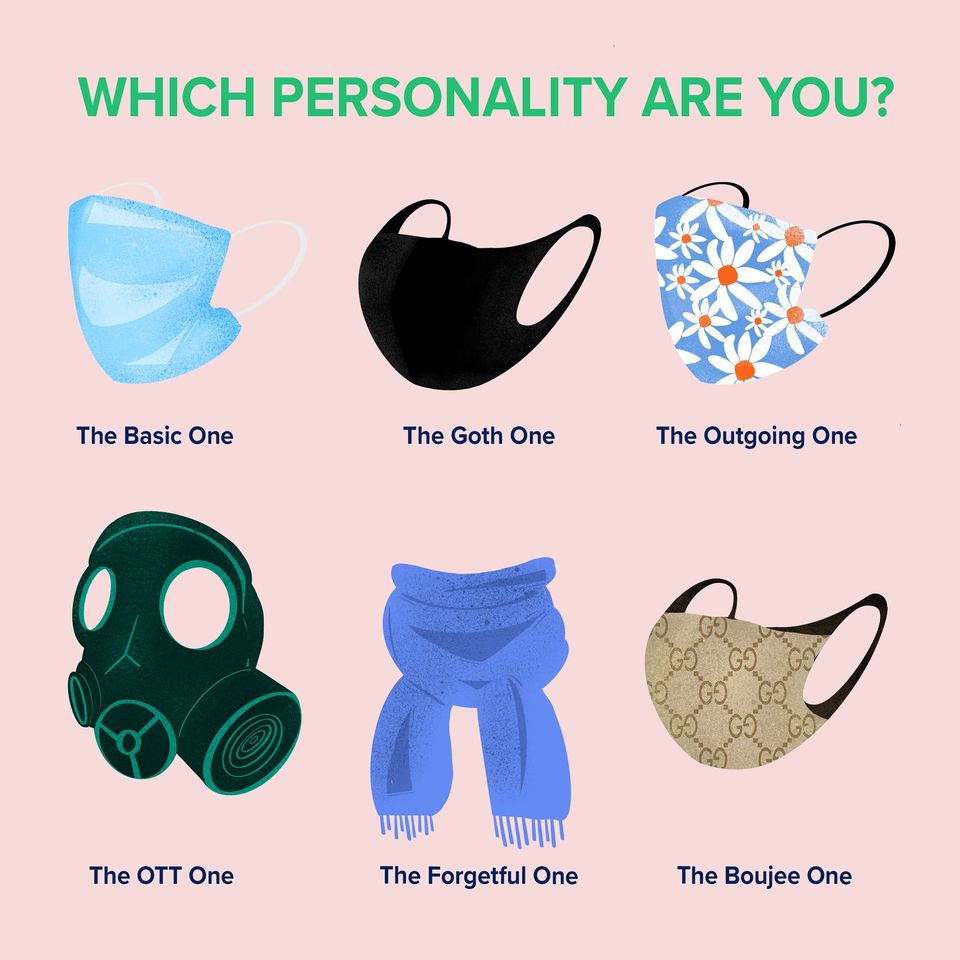 WHICH PERSONALITY ARE YOU?
The Basic One
The Goth One
The Outgoing One
The OTT One
The Forgetful One
The Boujee One